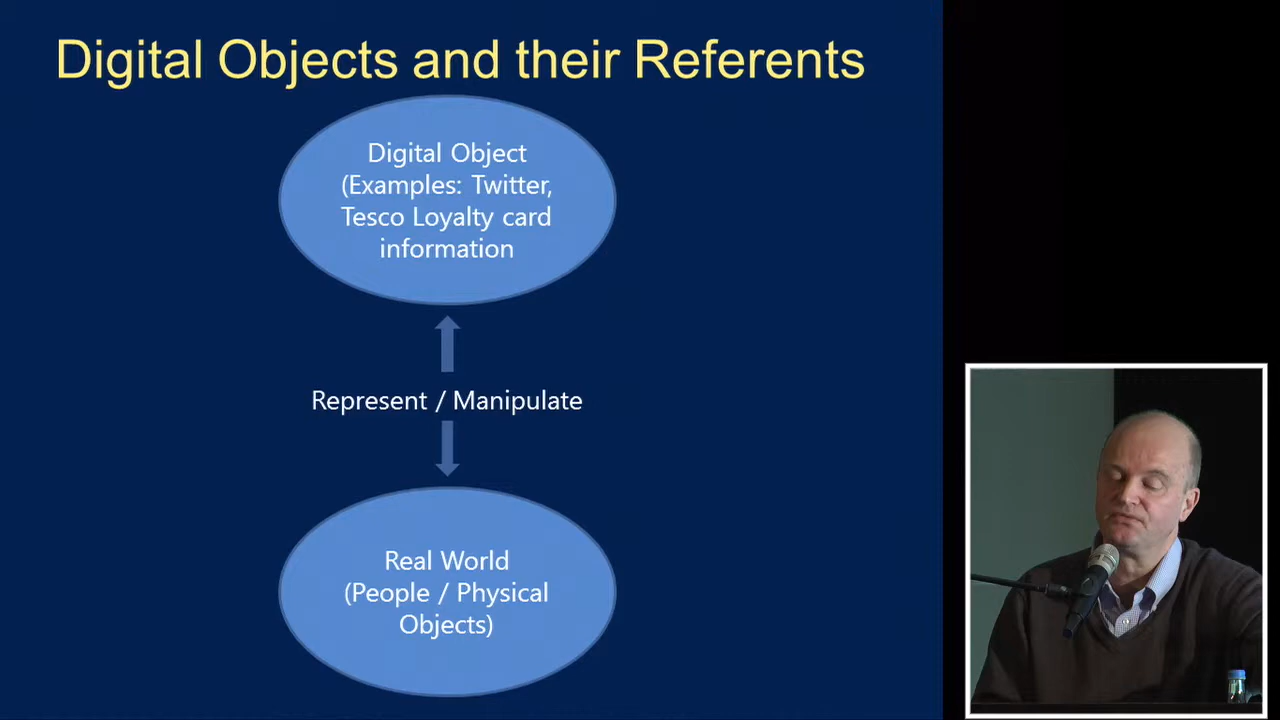 Digital Objects and their Referents
Digital Object
(Examples: Twitter,
Tesco Loyalty card
information
Represent / Manipulate
Real World
(People / Physical
Objects)